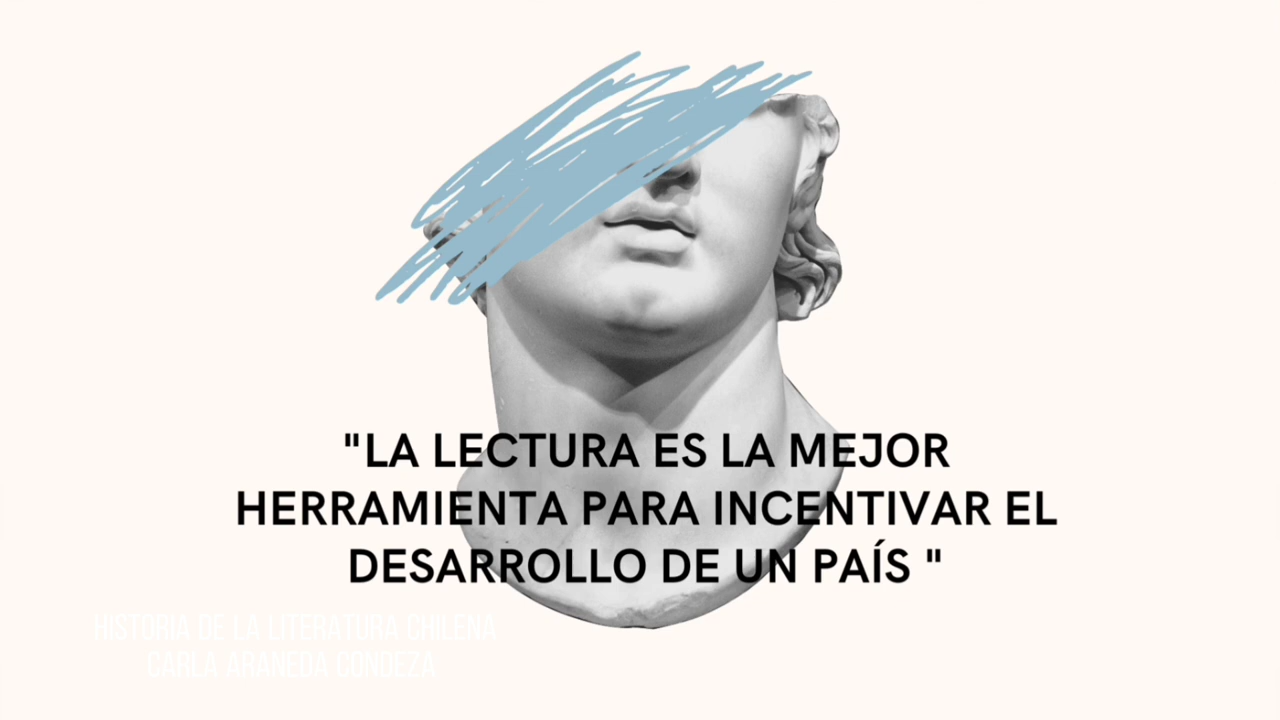 "LA LECTURA ES LA MEJOR
HERRAMIENTA PARA INCENTIVAR EL
DESARROLLO DE UN PAÍS "
HISTORIA DE LA LITERATURA CHILENA
CARLA ARANEDA CONDEZA